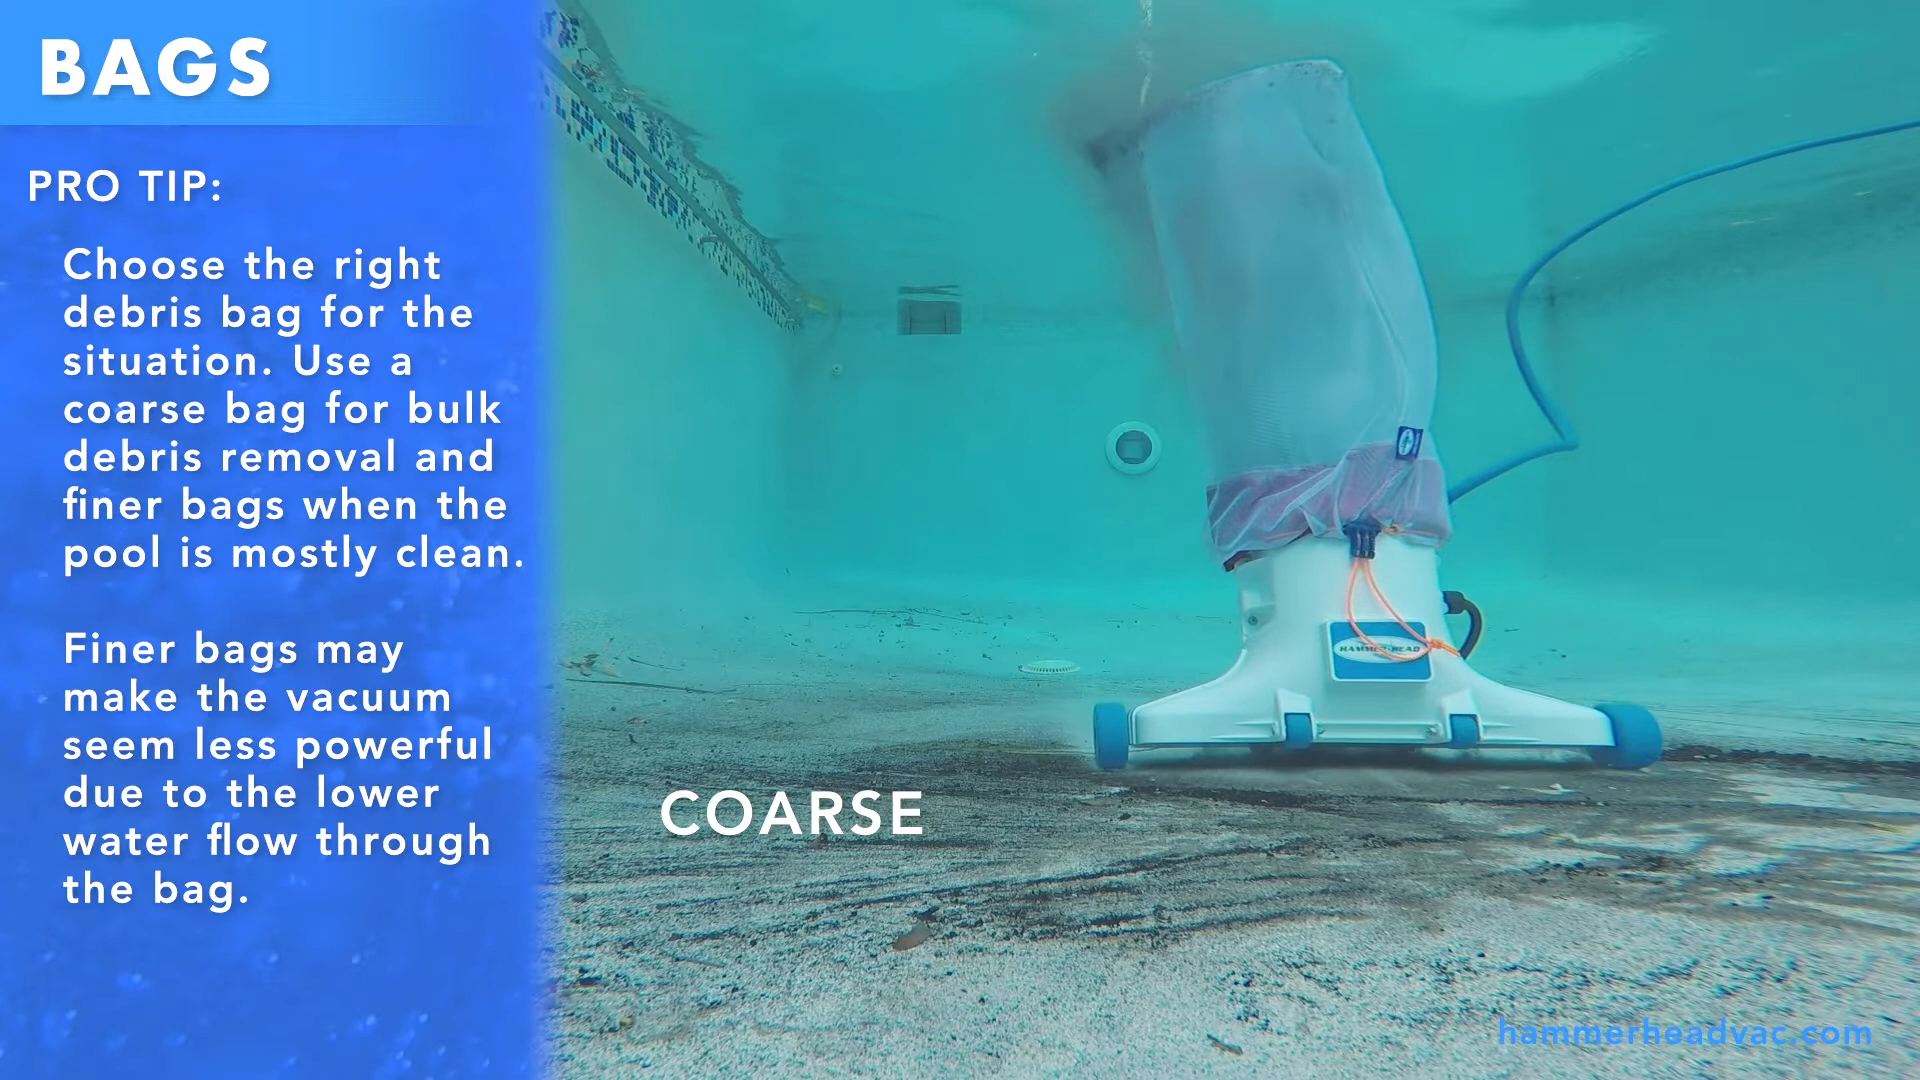 BAGS
PRO TIP:
Choose the right
debris bag for the
situation. Use a
coarse bag for bulk
debris removal and
finer bags when the
pool is mostly clean.
Finer bags may
make the vacuum
seem less powerful
due to the lower
water flow through
the bag.
HAMMER-HEAD
COARSE
hammerheadvac.com